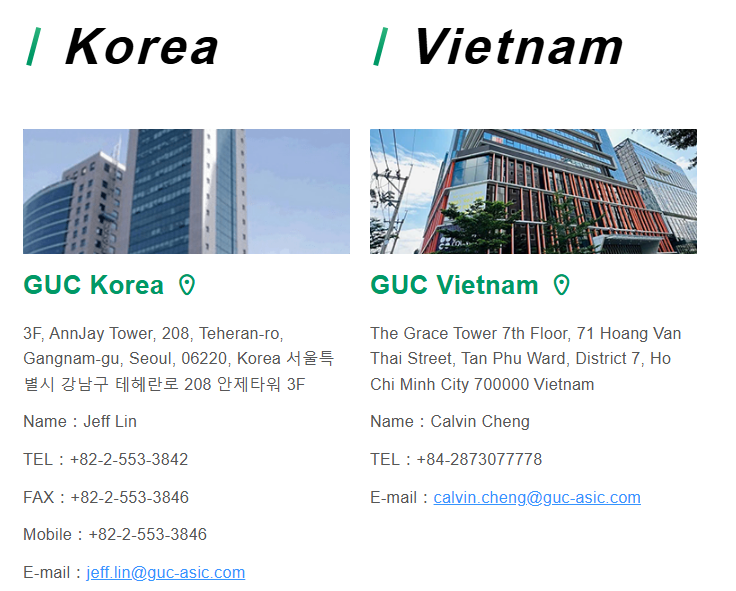 Korea
GUC Korea
3F, AnnJay Tower, 208, Teheran-ro,
Gangnam-gu, Seoul, 06220, Korea 서울특
별시 강남구 테헤란로 208 안제타워 3F
Name：Jeff Lin
TEL：+82-2-553-3842
FAX：+82-2-553-3846
Mobile：+82-2-553-3846
E-mail：jeff.lin@guc-asic.com
Vietnam
GUC Vietnam
The Grace Tower 7th Floor, 71 Hoang Van
Thai Street, Tan Phu Ward, District 7, Ho
Chi Minh City 700000 Vietnam
Name：Calvin Cheng
TEL：+84-2873077778
E-mail：calvin.cheng@guc-asic.com